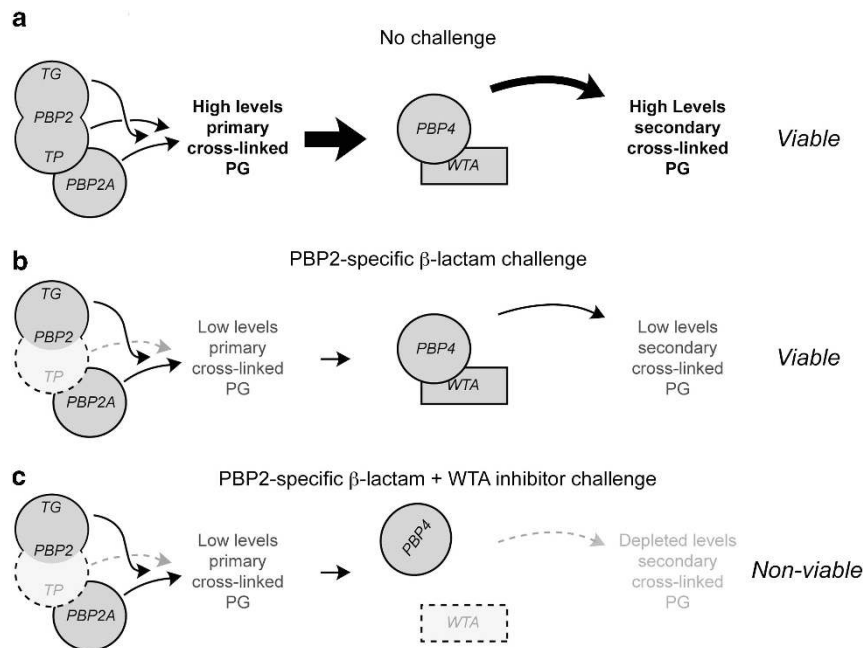 a
No challenge
TG
PBP2
TP
PBP2A
High levels
primary
cross-linked
PG
PBP4
WTA
High Levels
secondary
cross-linked
PG
Viable
b
PBP2-specific β-lactam challenge
TG
PBP2
TP
PBP2A
Low levels
primary
cross-linked
PG
PBP4
WTA
Low levels
secondary
cross-linked
PG
Viable
c
PBP2-specific β-lactam + WTA inhibitor challenge
TG
PBP2
TP
PBP2A
Low levels
primary
cross-linked
PG
PBP4
WTA
Depleted levels
secondary
cross-linked
PG
Non-viable